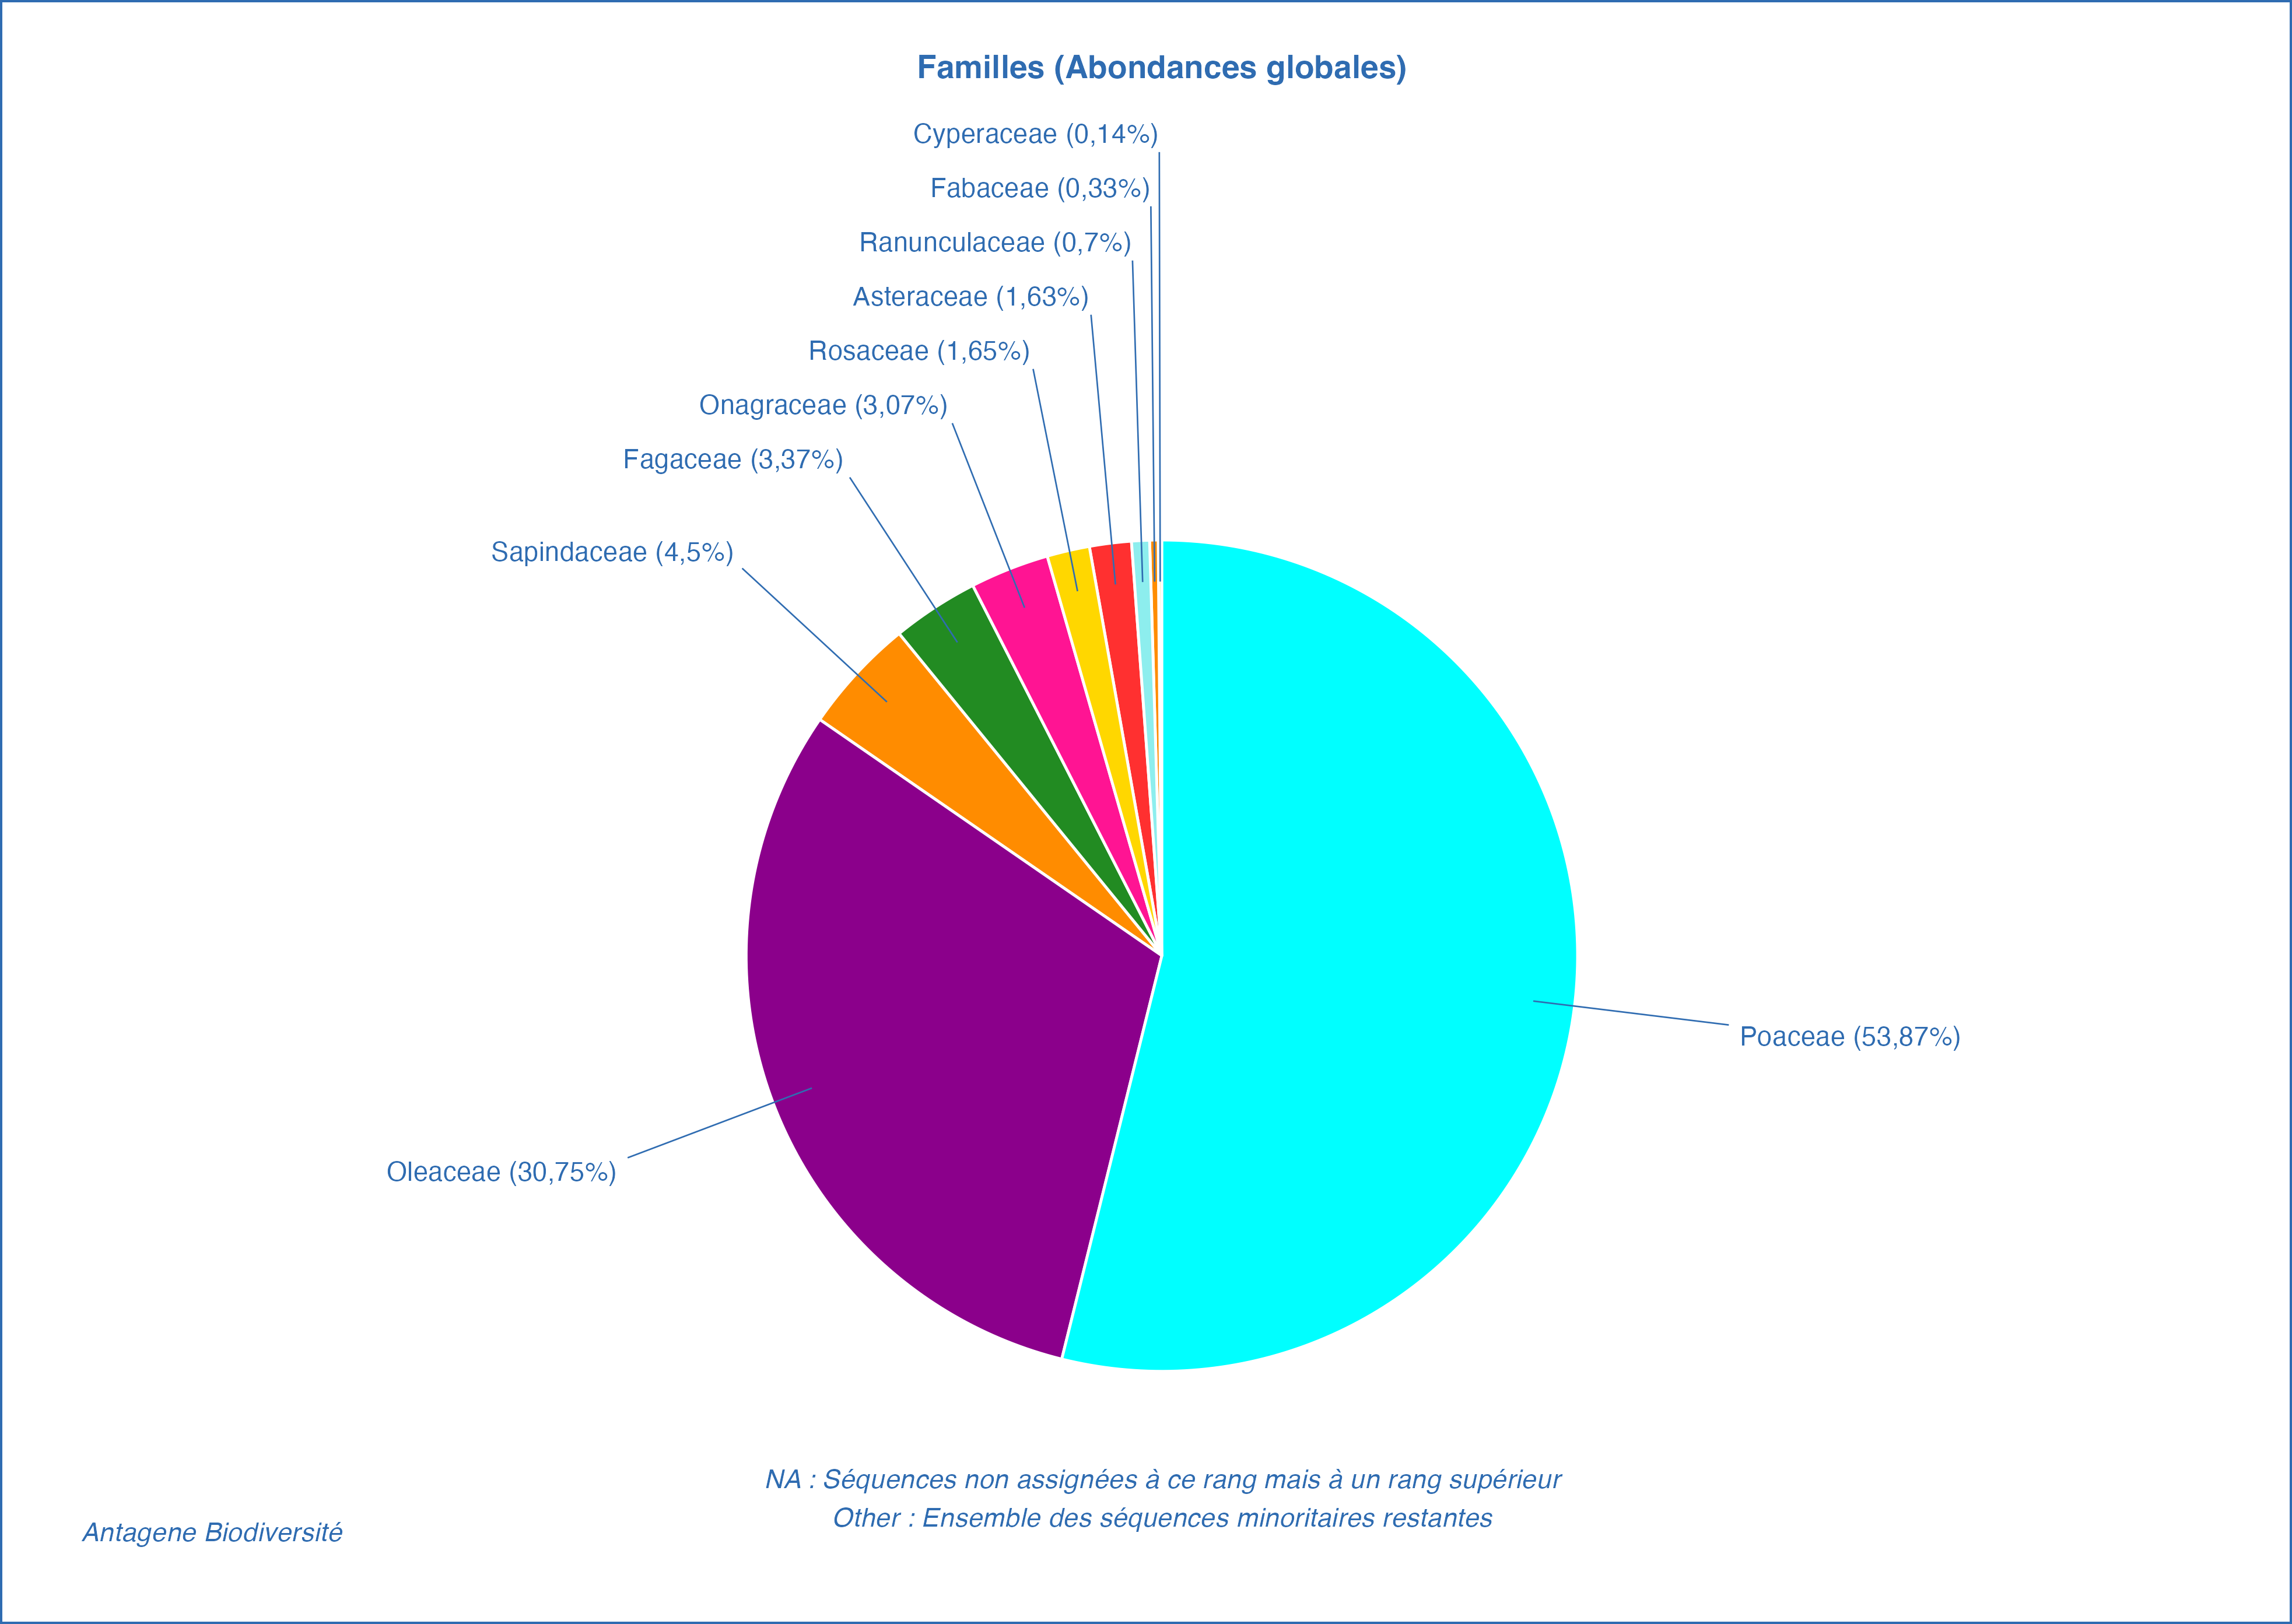 Familles (Abondances globales)
Cyperaceae (0,14%)
Fabaceae (0,33%)
Ranunculaceae (0,7%)
Asteraceae (1,63%)
Rosaceae (1,65%)
Onagraceae (3,07%)
Fagaceae (3,37%)
Sapindaceae (4,5%)
Poaceae (53,87%)
Oleaceae (30,75%)
NA : Séquences non assignées à ce rang mais à un rang supérieur
Other : Ensemble des séquences minoritaires restantes
Antagene Biodiversité